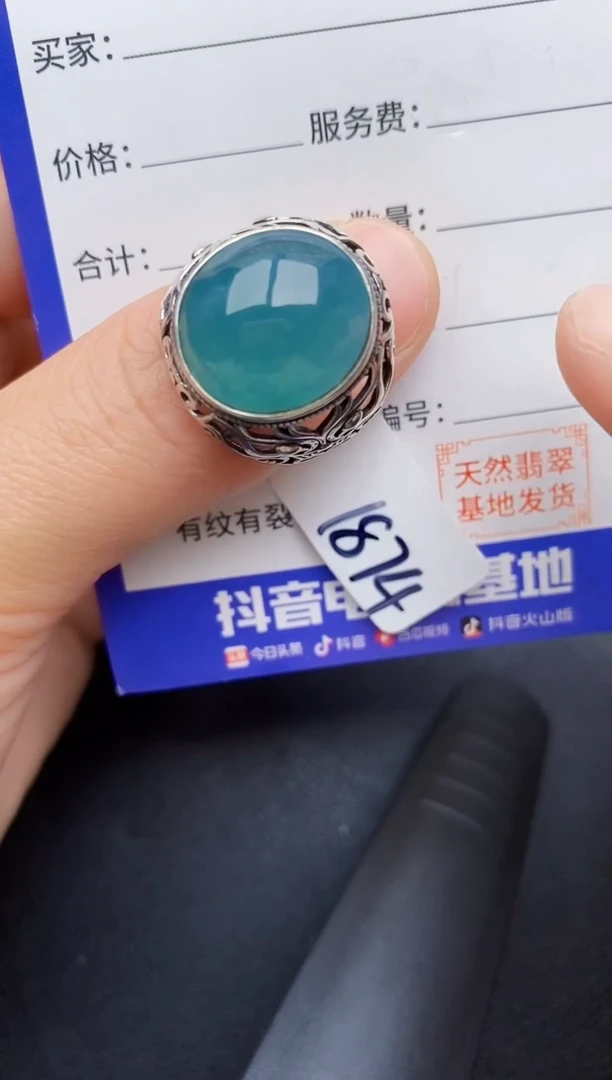 买家：
服务费：
价格：
数量：
合计：
编号：
天然翡翠
基地发货
有纹有裂
4781
抖音电 基地
今日头条 抖音 西瓜视频 抖音火山版